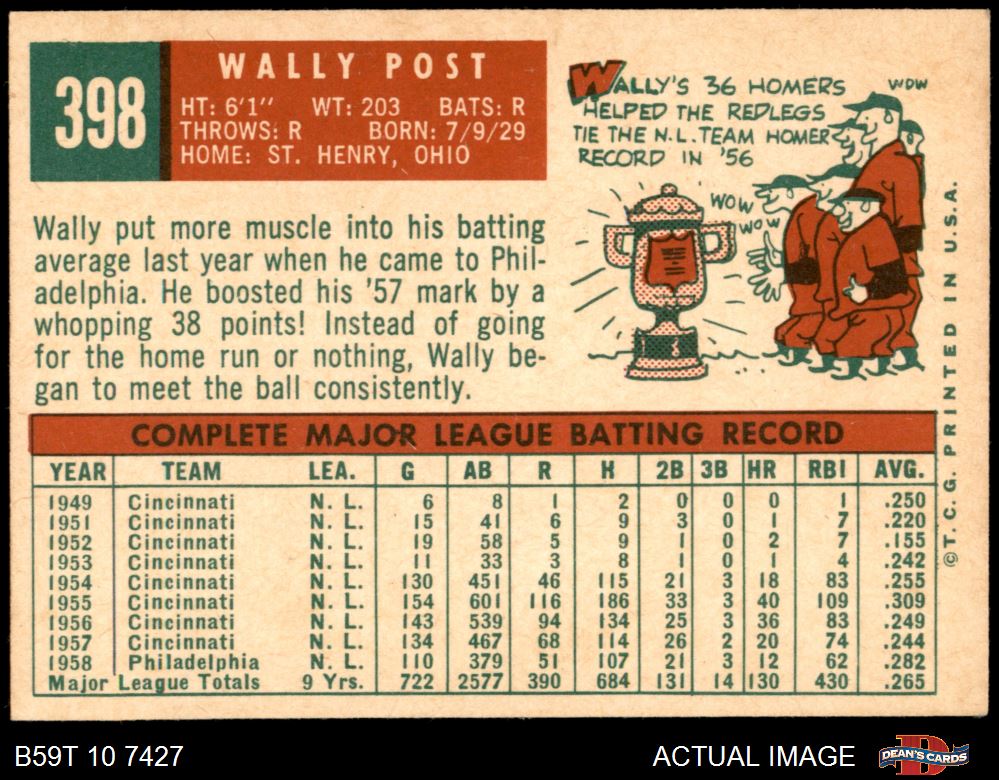 398
WALLY POST
HT: 6'1" WT: 203 BATS: R
THROWS: R BORN: 7/9/29
HOME: ST. HENRY, OHIO
WALLY'S 36 HOMERS
HELPED THE REDLEGS
TIE THE N.L. TEAM HOMER
RECORD IN '56
WOW
WOW
WOW
Wally put more muscle into his batting
average last year when he came to Phil-
adelphia. He boosted his '57 mark by a
whopping 38 points! Instead of going
for the home run or nothing, Wally be-
gan to meet the ball consistently.
COMPLETE MAJOR LEAGUE BATTING RECORD
YEAR TEAM LEA. G AB R H 2B 3B HR RBI AVG.
1949 Cincinnati N. L. 6 8 1 2 0 0 0 1 .250
1951 Cincinnati N. L. 15 41 6 9 3 0 1 7 .220
1952 Cincinnati N. L. 19 58 5 9 1 0 2 7 .155
1953 Cincinnati N. L. 11 33 3 8 1 0 1 4 .242
1954 Cincinnati N. L. 130 451 46 115 21 3 18 83 .255
1955 Cincinnati N. L. 154 601 116 186 33 3 40 109 .309
1956 Cincinnati N. L. 143 539 94 134 25 3 36 83 .249
1957 Cincinnati N. L. 134 467 68 114 26 2 20 74 .244
1958 Philadelphia N. L. 110 379 51 107 21 3 12 62 .282
Major League Totals 9 Yrs. 722 2577 390 684 131 14 130 430 .265
©T.C.G. PRINTED IN U.S.A.
B59T 10 7427
ACTUAL IMAGE
DEAN'S CARDS